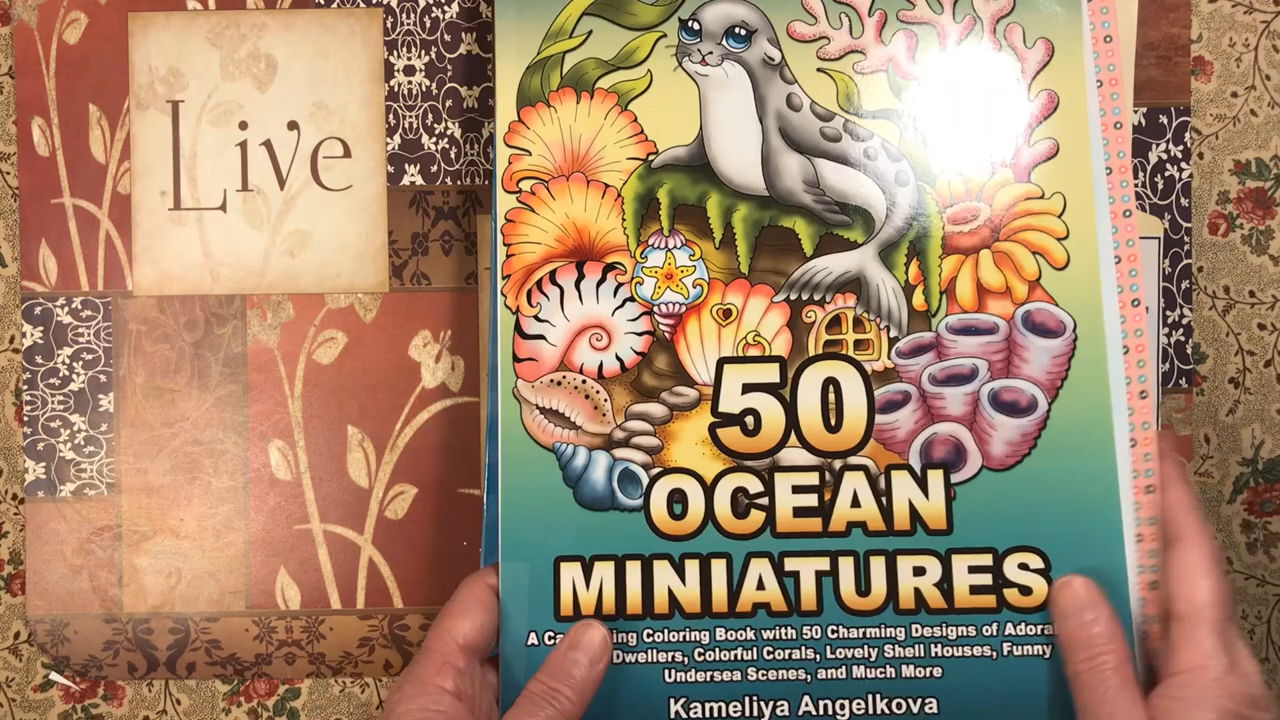 Live
50
OCEAN
MINIATURES
A ing Coloring Book with 50 Charming Designs of
Dwellers, Colorful Corals, Lovely Shell Houses, Funny
Undersea Scenes, and Much More
Kameliya Angelkova